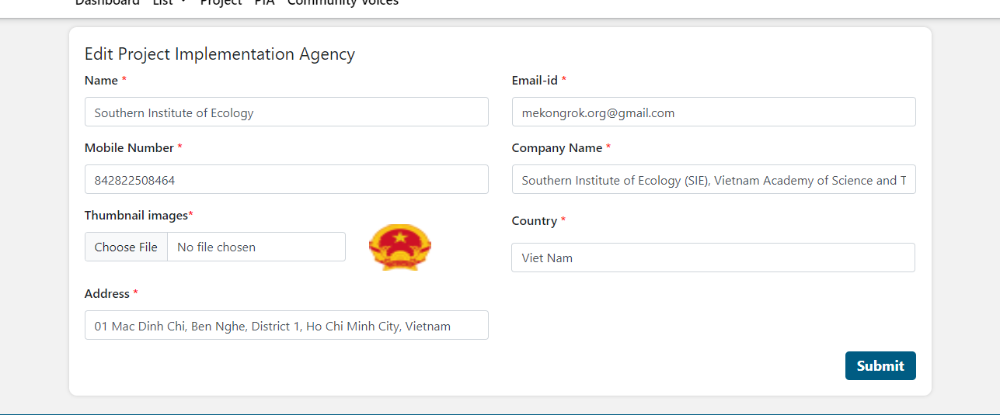 Dashboard List Project PIA Community Voices
Edit Project Implementation Agency
Name *
Email-id *
Southern Institute of Ecology
mekongrok.org@gmail.com
Mobile Number *
Company Name *
842822508464
Southern Institute of Ecology (SIE), Vietnam Academy of Science and T
Thumbnail images*
Country *
Choose File No file chosen
Viet Nam
Address *
01 Mac Dinh Chi, Ben Nghe, District 1, Ho Chi Minh City, Vietnam
Submit